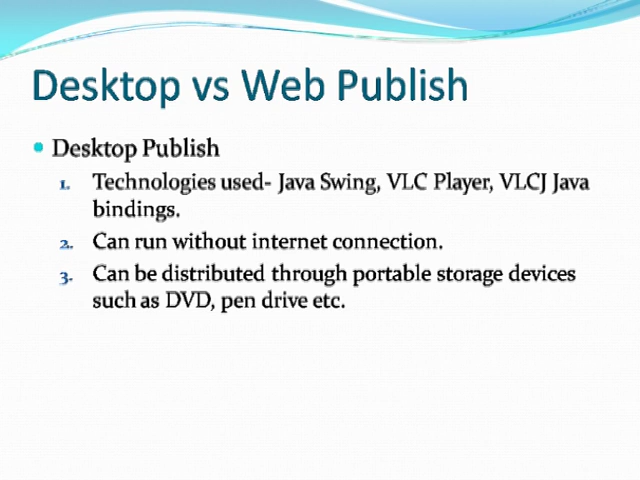 Desktop vs Web Publish
• Desktop Publish
1. Technologies used- Java Swing, VLC Player, VLCJ Java
bindings.
2. Can run without internet connection.
3. Can be distributed through portable storage devices
such as DVD, pen drive etc.